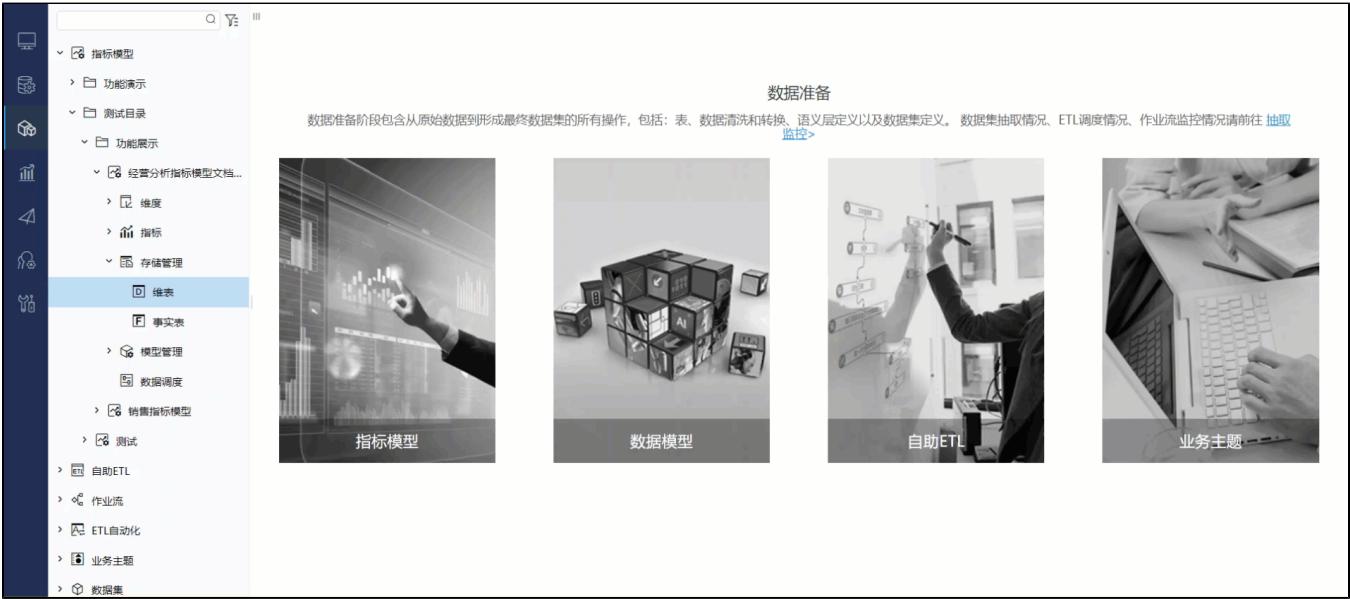 指标模型
功能演示
测试目录
功能展示
经营分析指标模型文档...
维度
指标
存储管理
维表
事实表
模型管理
数据调度
销售指标模型
测试
自助ETL
作业流
ETL自动化
业务主题
数据集
数据准备
数据准备阶段包含从原始数据到形成最终数据集的所有操作，包括：表、数据清洗和转换、语义层定义以及数据集定义。 数据集抽取情况、ETL调度情况、作业流监控情况请前往 抽取
监控>
指标模型
数据模型
自助ETL
业务主题